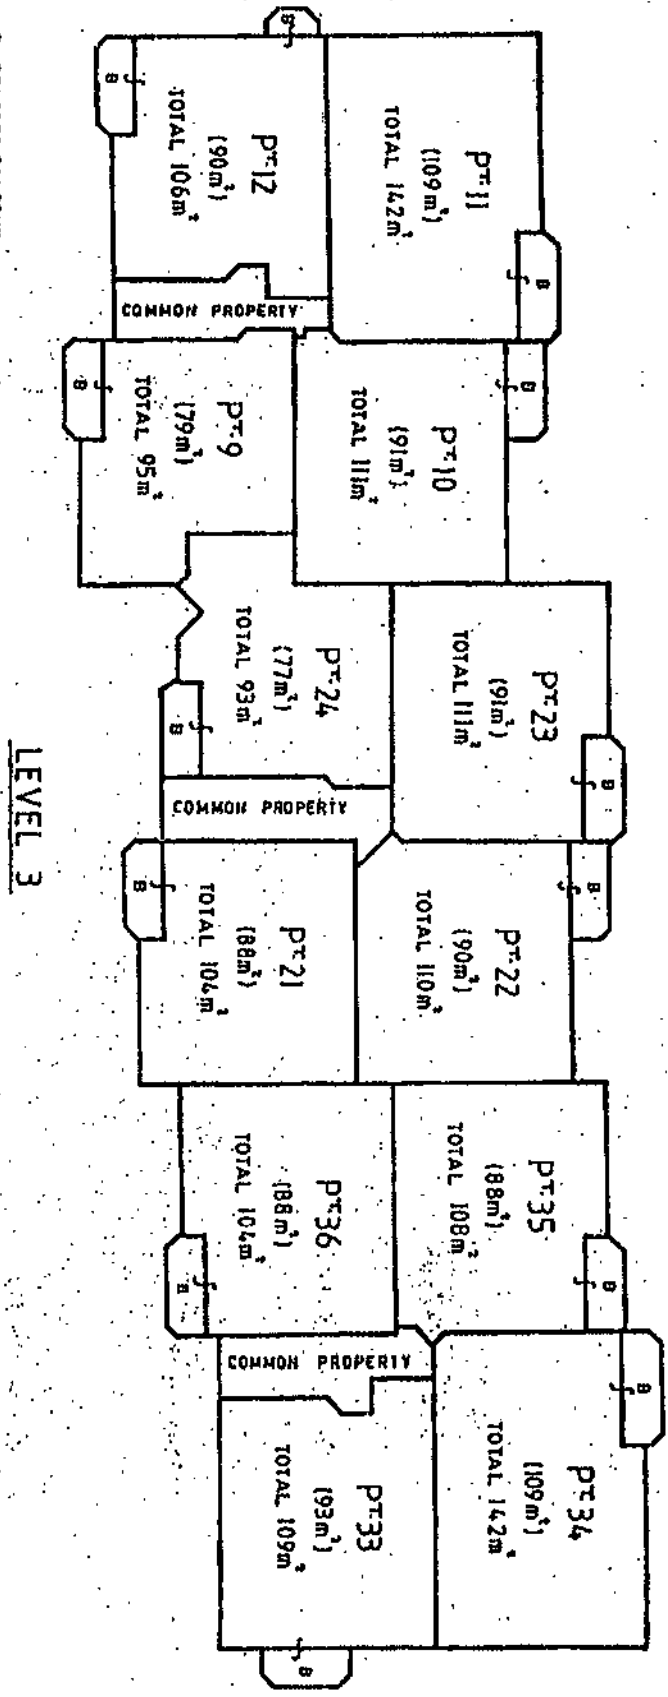 PT.11
(109m²)
TOTAL 142m²
B
PT.12
(90m²)
TOTAL 106m²
B
B
COMMON PROPERTY
PT.10
(91m²)
TOTAL 111m²
B
PT.9
(79m²)
TOTAL 95m²
B
PT.23
(91m²)
TOTAL 111m²
B
PT.24
(77m²)
TOTAL 93m²
B
COMMON PROPERTY
PT.22
(90m²)
TOTAL 110m²
B
PT.21
(88m²)
TOTAL 104m²
B
PT.35
(88m²)
TOTAL 108m²
B
PT.36
(88m²)
TOTAL 104m²
B
COMMON PROPERTY
PT.34
(109m²)
TOTAL 142m²
B
PT.33
(93m²)
TOTAL 109m²
B
LEVEL 3